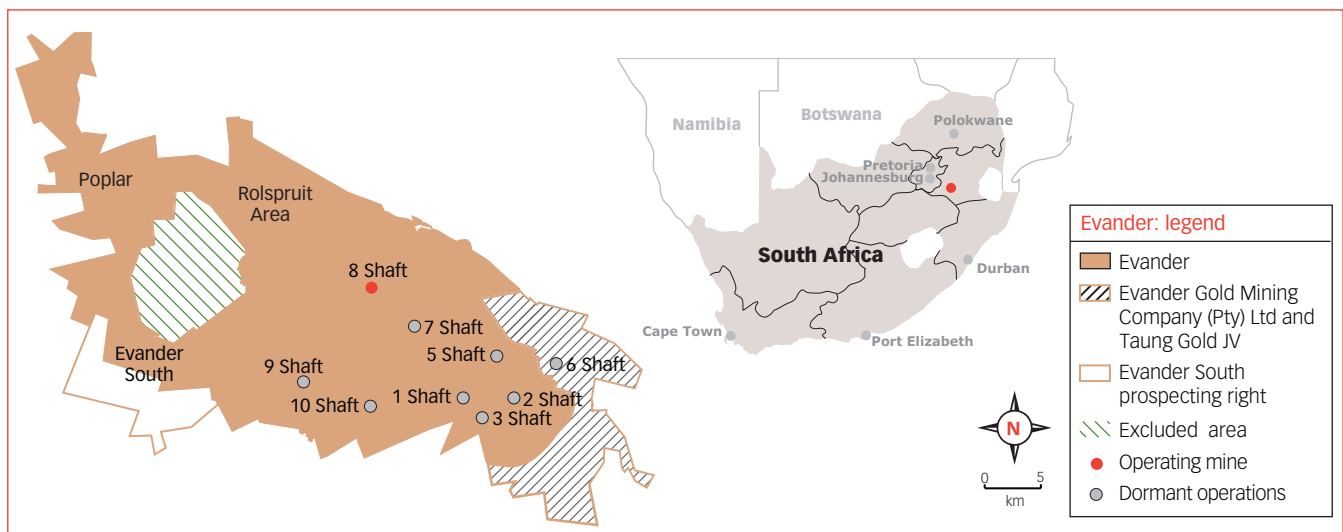 Poplar
Rolspruit
Area
8 Shaft
7 Shaft
5 Shaft
6 Shaft
Evander
South
9 Shaft
10 Shaft
1 Shaft
2 Shaft
3 Shaft
Namibia
Botswana
Polokwane
Pretoria
Johannesburg
South Africa
Durban
Cape Town
Port Elizabeth
N
0 5
km
Evander: legend
Evander
Evander Gold Mining
Company (Pty) Ltd and
Taung Gold JV
Evander South
prospecting right
Excluded area
Operating mine
Dormant operations